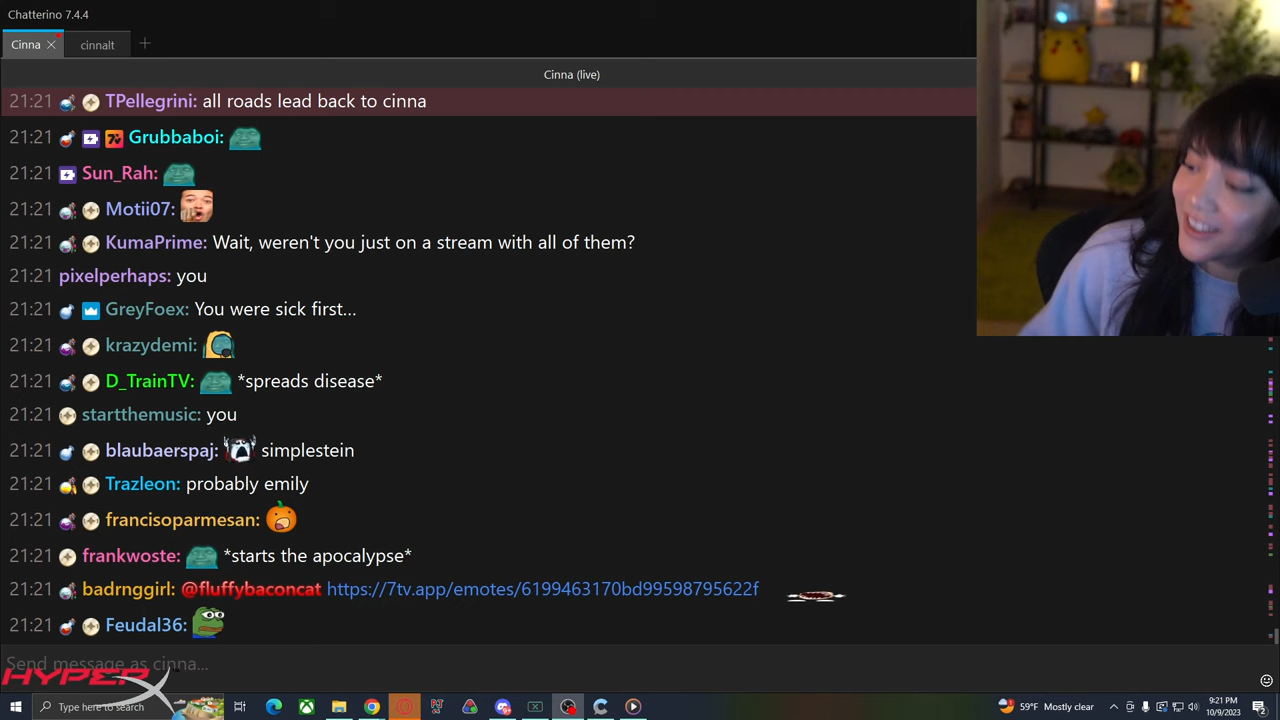 Chatterino 7.4.4
Cinna cinnalt
Cinna (live)
21:21 TPellegrini: all roads lead back to cinna
21:21 Grubbaboi:
21:21 Sun_Rah:
21:21 Motii07:
21:21 KumaPrime: Wait, weren't you just on a stream with all of them?
21:21 pixelperhaps: you
21:21 GreyFoex: You were sick first...
21:21 krazydemi:
21:21 D_TrainTV: *spreads disease*
21:21 startthemusic: you
21:21 blaubaerspaj: simplestein
21:21 Trazleon: probably emily
21:21 francisoparmesan:
21:21 frankwoste: *starts the apocalypse*
21:21 badrnggirl: @fluffybaconcat https://7tv.app/emotes/6199463170bd99598795622f
21:21 Feudal36:
Send message as cinna...
HYPERX
Type here to search
59°F Mostly clear
9:21 PM
10/9/2023
2